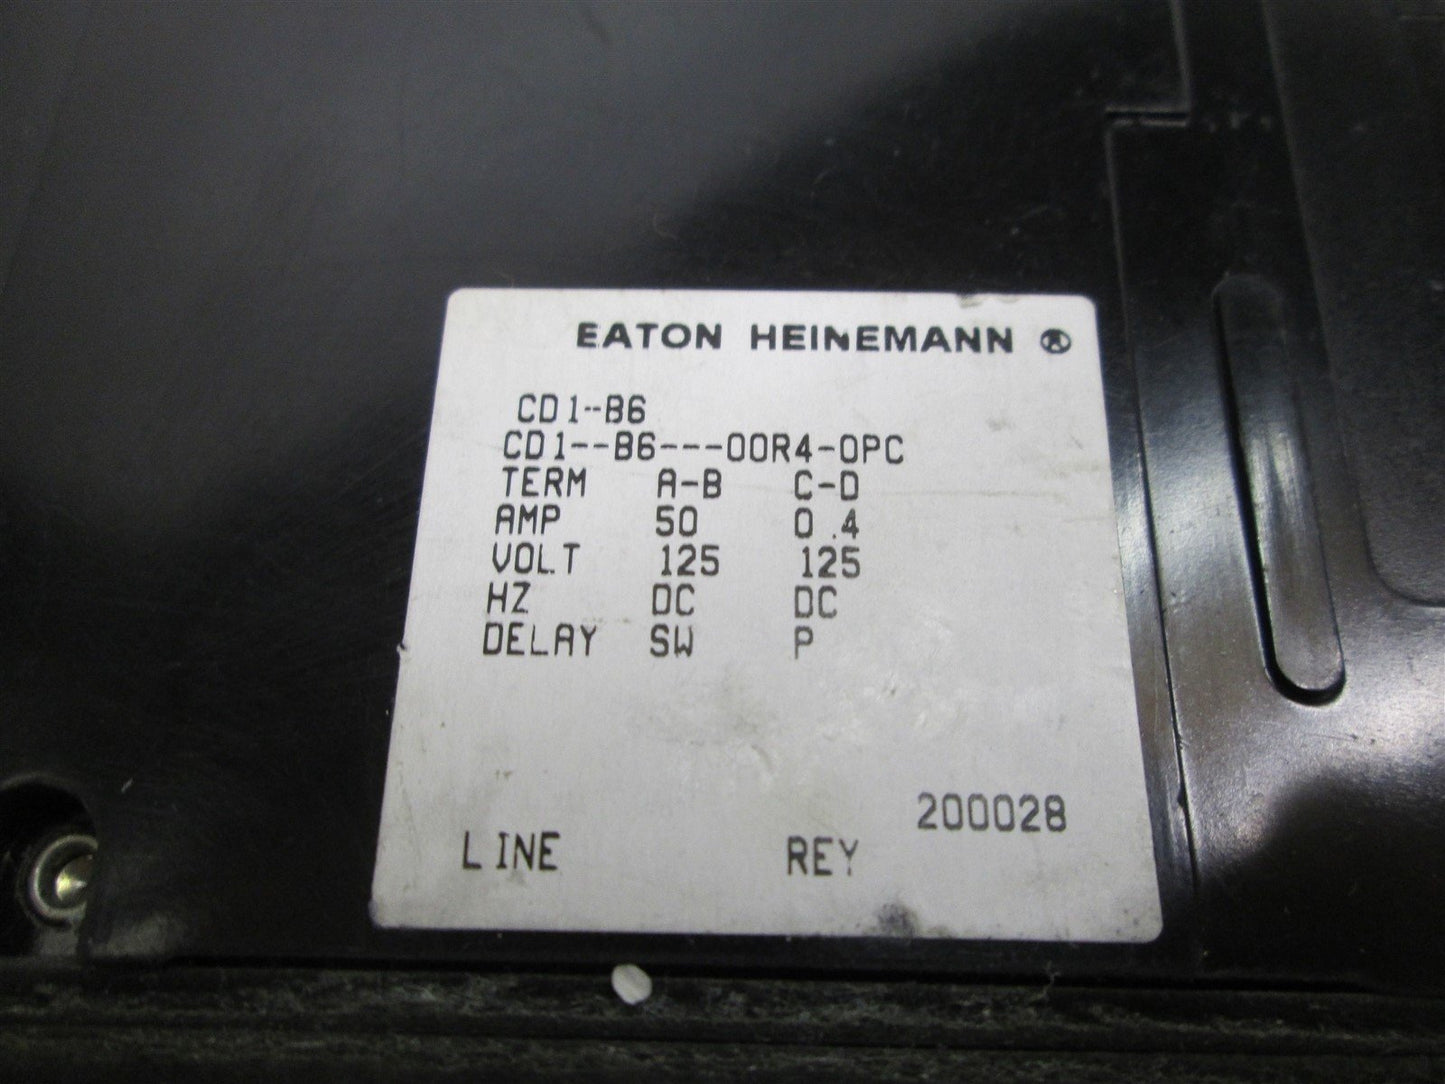 EATON HEINEMANN ®
CD1-B6
CD1--B6---00R4-0PC
TERM A-B C-D
AMP 50 0.4
VOLT 125 125
HZ DC DC
DELAY SW P
200028
LINE REY